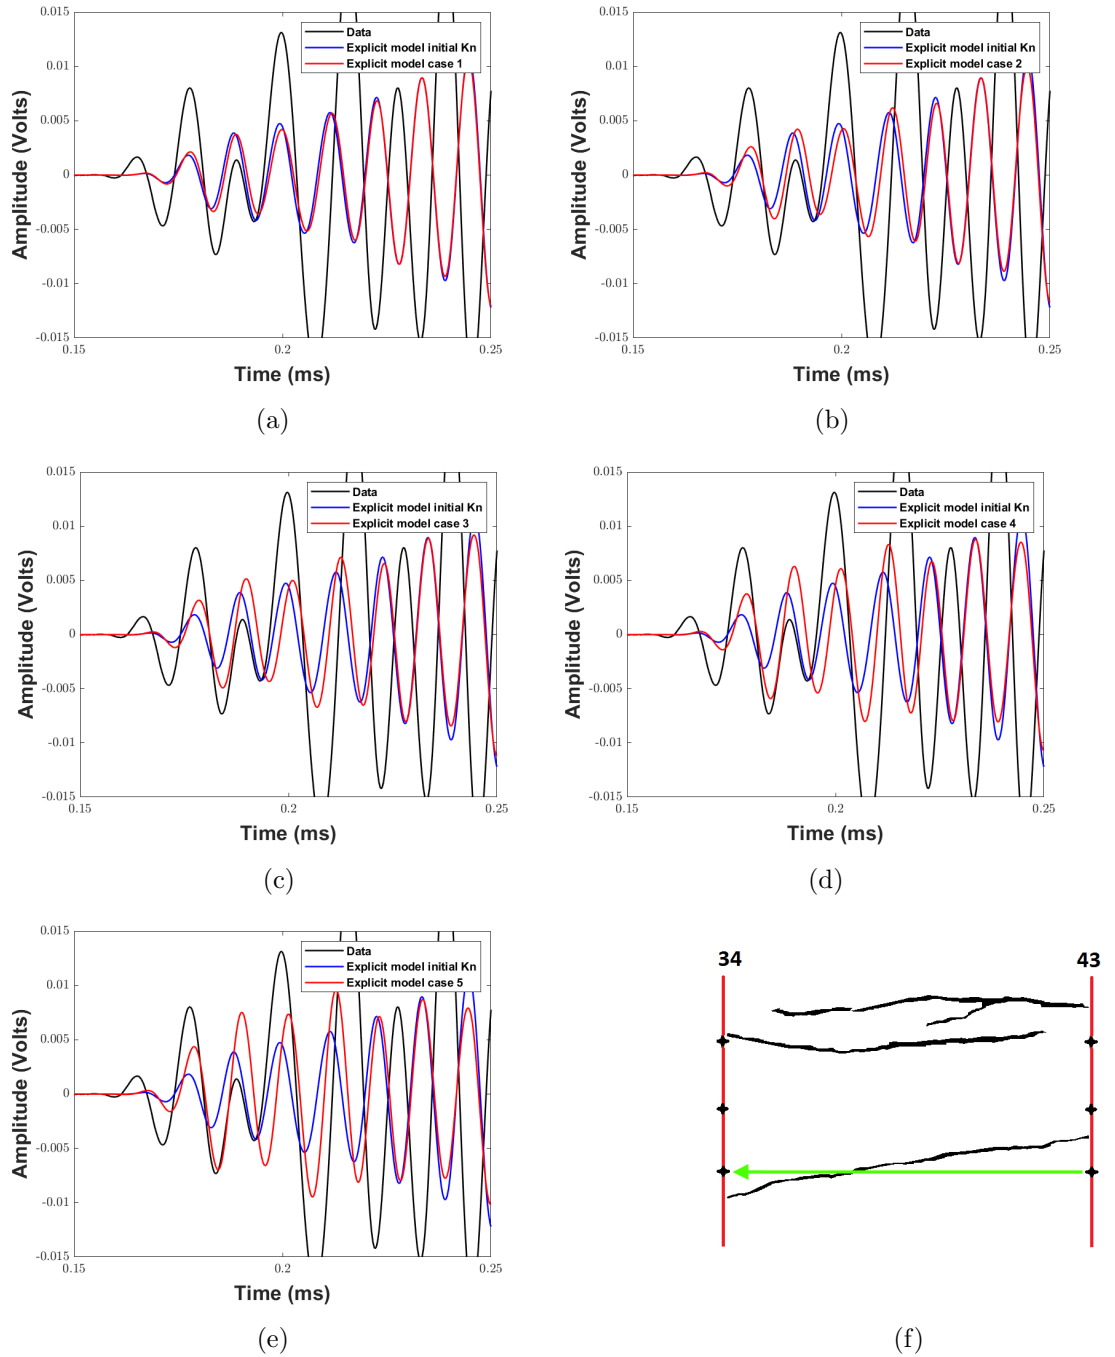 0.015
0.01
0.005
0
-0.005
-0.01
-0.015
Amplitude (Volts)
Data
Explicit model initial Kn
Explicit model case 1
0.15
0.2
0.25
Time (ms)
(a)
0.015
0.01
0.005
0
-0.005
-0.01
-0.015
Amplitude (Volts)
Data
Explicit model initial Kn
Explicit model case 2
0.15
0.2
0.25
Time (ms)
(b)
0.015
0.01
0.005
0
-0.005
-0.01
-0.015
Amplitude (Volts)
Data
Explicit model initial Kn
Explicit model case 3
0.15
0.2
0.25
Time (ms)
(c)
0.015
0.01
0.005
0
-0.005
-0.01
-0.015
Amplitude (Volts)
Data
Explicit model initial Kn
Explicit model case 4
0.15
0.2
0.25
Time (ms)
(d)
0.015
0.01
0.005
0
-0.005
-0.01
-0.015
Amplitude (Volts)
Data
Explicit model initial Kn
Explicit model case 5
0.15
0.2
0.25
Time (ms)
(e)
34
43
(f)